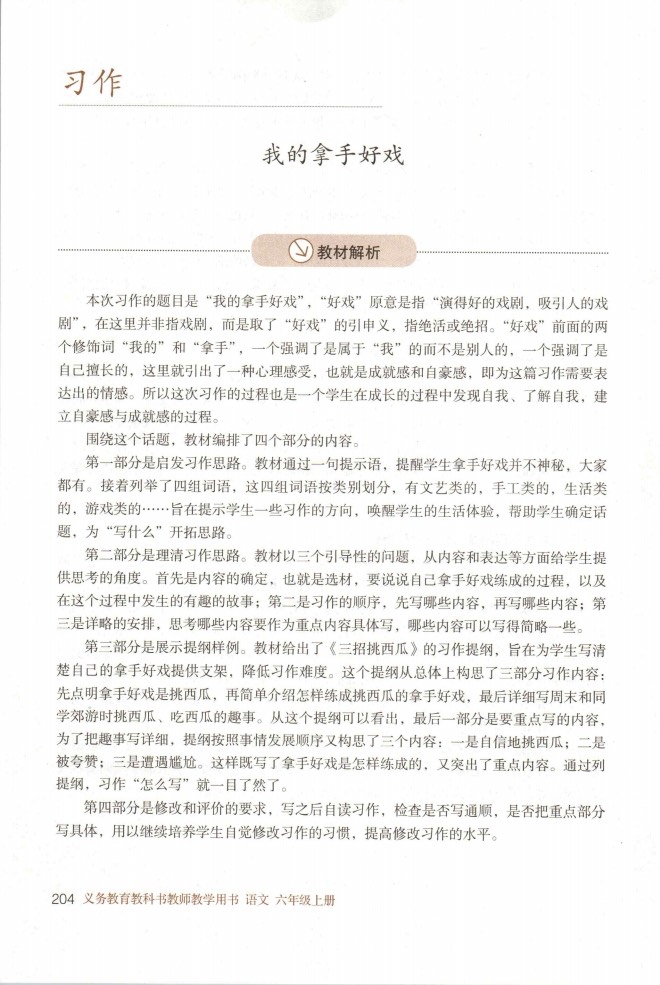 习作
我的拿手好戏
教材解析
本次习作的题目是“我的拿手好戏”，“好戏”原意是指“演得好的戏剧，吸引人的戏
剧”，在这里并非指戏剧，而是取了“好戏”的引申义，指绝活或绝招。“好戏”前面的两
个修饰词“我的”和“拿手”，一个强调了是属于“我”的而不是别人的，一个强调了是
自己擅长的，这里就引出了一种心理感受，也就是成就感和自豪感，即为这篇习作需要表
达出的情感。所以这次习作的过程也是一个学生在成长的过程中发现自我、了解自我，建
立自豪感与成就感的过程。
围绕这个话题，教材编排了四个部分的内容。
第一部分是启发习作思路。教材通过一句提示语，提醒学生拿手好戏并不神秘，大家
都有。接着列举了四组词语，这四组词语按类别划分，有文艺类的，手工类的，生活类
的，游戏类的……旨在提示学生一些习作的方向，唤醒学生的生活体验，帮助学生确定话
题，为“写什么”开拓思路。
第二部分是理清习作思路。教材以三个引导性的问题，从内容和表达等方面给学生提
供思考的角度。首先是内容的确定，也就是选材，要说说自己拿手好戏练成的过程，以及
在这个过程中发生的有趣的故事；第二是习作的顺序，先写哪些内容，再写哪些内容；第
三是详略的安排，思考哪些内容要作为重点内容具体写，哪些内容可以写得简略一些。
第三部分是展示提纲样例。教材给出了《三招挑西瓜》的习作提纲，旨在为学生写清
楚自己的拿手好戏提供支架，降低习作难度。这个提纲从总体上构思了三部分习作内容：
先点明拿手好戏是挑西瓜，再简单介绍怎样练成挑西瓜的拿手好戏，最后详细写周末和同
学郊游时挑西瓜、吃西瓜的趣事。从这个提纲可以看出，最后一部分是要重点写的内容，
为了把趣事写详细，提纲按照事情发展顺序又构思了三个内容：一是自信地挑西瓜；二是
被夸赞；三是遭遇尴尬。这样既写了拿手好戏是怎样练成的，又突出了重点内容。通过列
提纲，习作“怎么写”就一目了然了。
第四部分是修改和评价的要求，写之后自读习作，检查是否写通顺，是否把重点部分
写具体，用以继续培养学生自觉修改习作的习惯，提高修改习作的水平。
204 义务教育教科书教师教学用书 语文 六年级上册